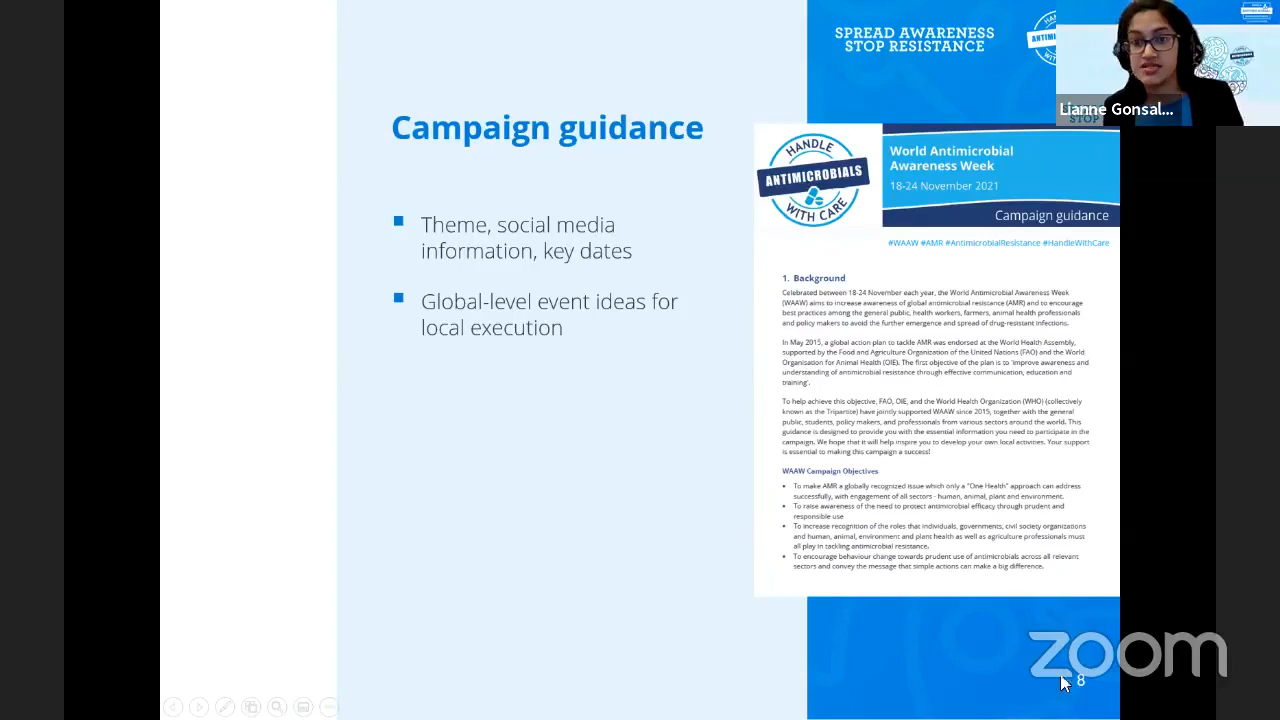 SPREAD AWARENESS
STOP RESISTANCE
Lianne Gonsal...
STOP
Campaign guidance
Theme, social media
information, key dates
Global-level event ideas for
local execution
HANDLE
ANTIMICROBIALS
WITH CARE
World Antimicrobial
Awareness Week
18-24 November 2021
Campaign guidance
#WAAW #AMR #AntimicrobialResistance #HandleWithCare
1. Background
Celebrated between 18-24 November each year, the World Antimicrobial Awareness Week
(WAAW) aims to increase awareness of global antimicrobial resistance (AMR) and to encourage
best practices among the general public, health workers, farmers, animal health professionals
and policy makers to avoid the further emergence and spread of drug-resistant infections.
In May 2015, a global action plan to tackle AMR was endorsed at the World Health Assembly,
supported by the Food and Agriculture Organization of the United Nations (FAO) and the World
Organisation for Animal Health (OIE). The first objective of the plan is to 'improve awareness and
understanding of antimicrobial resistance through effective communication, education and
training'.
To help achieve this objective, FAO, OIE, and the World Health Organization (WHO) (collectively
known as the Tripartite) have jointly supported WAAW since 2015, together with the general
public, students, policy makers, and professionals from various sectors around the world. This
guidance is designed to provide you with the essential information you need to participate in the
campaign. We hope that it will help inspire you to develop your own local activities. Your support
is essential to making this campaign a success!
WAAW Campaign Objectives
• To make AMR a globally recognized issue which only a "One Health" approach can address
successfully, with engagement of all sectors - human, animal, plant and environment.
• To raise awareness of the need to protect antimicrobial efficacy through prudent and
responsible use
• To increase recognition of the roles that individuals, governments, civil society organizations
and human, animal, environment and plant health as well as agriculture professionals must
all play in tackling antimicrobial resistance.
• To encourage behaviour change towards prudent use of antimicrobials across all relevant
sectors and convey the message that simple actions can make a big difference.
zoom
8